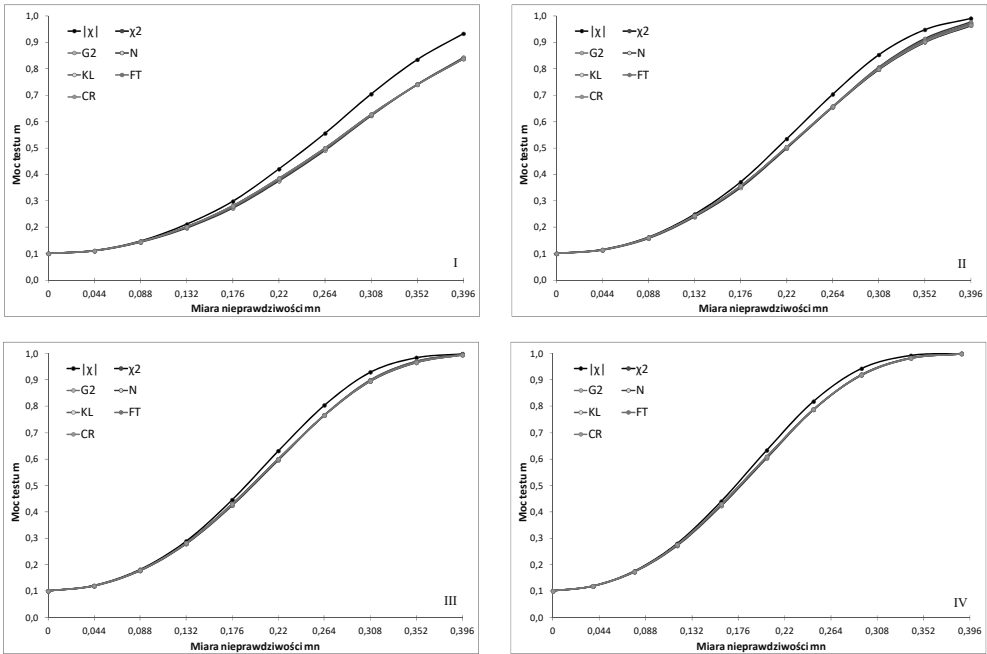 1,0
0,9
0,8
0,7
0,6
0,5
0,4
0,3
0,2
0,1
0,0
Moc testu m
|χ| χ2
G2 N
KL FT
CR
I
0 0,044 0,088 0,132 0,176 0,22 0,264 0,308 0,352 0,396
Miara nieprawdziwości mn
1,0
0,9
0,8
0,7
0,6
0,5
0,4
0,3
0,2
0,1
0,0
Moc testu m
|χ| χ2
G2 N
KL FT
CR
II
0 0,044 0,088 0,132 0,176 0,22 0,264 0,308 0,352 0,396
Miara nieprawdziwości mn
1,0
0,9
0,8
0,7
0,6
0,5
0,4
0,3
0,2
0,1
0,0
Moc testu m
|χ| χ2
G2 N
KL FT
CR
III
0 0,044 0,088 0,132 0,176 0,22 0,264 0,308 0,352 0,396
Miara nieprawdziwości mn
1,0
0,9
0,8
0,7
0,6
0,5
0,4
0,3
0,2
0,1
0,0
Moc testu m
|χ| χ2
G2 N
KL FT
CR
IV
0 0,044 0,088 0,132 0,176 0,22 0,264 0,308 0,352 0,396
Miara nieprawdziwości mn